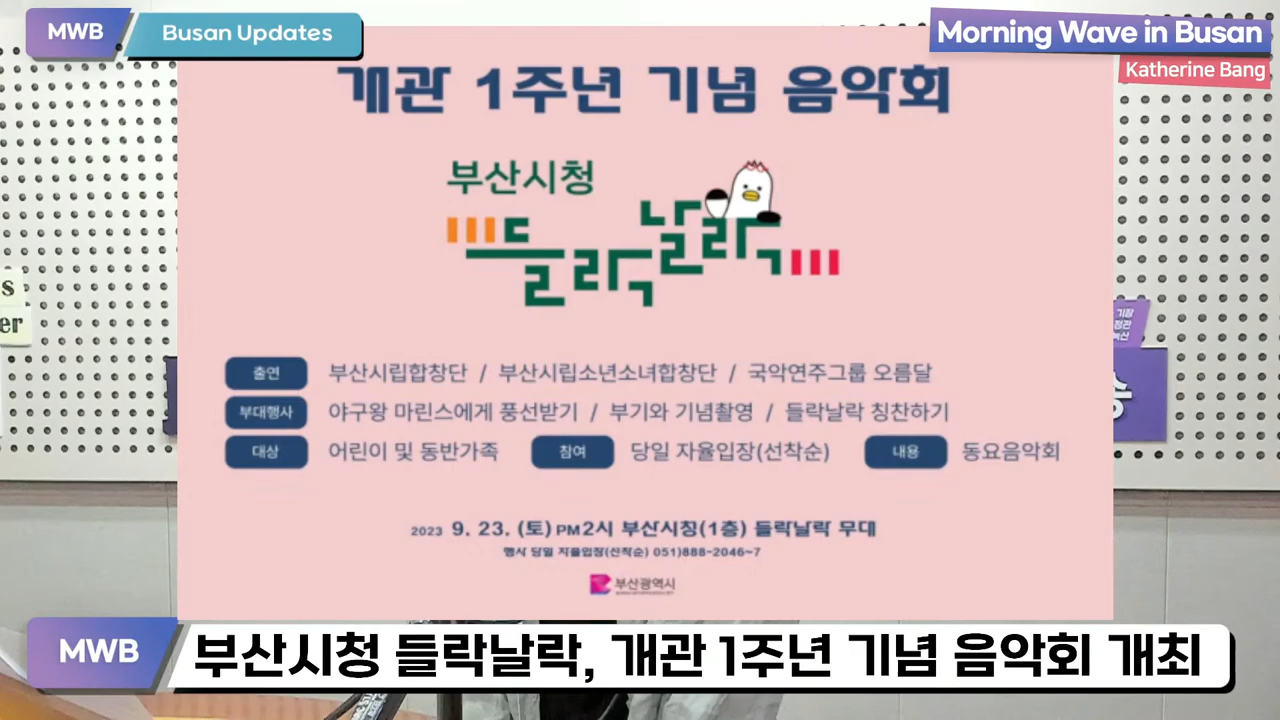 MWB
Busan Updates
Morning Wave in Busan
Katherine Bang
개관 1주년 기념 음악회
부산시청
들락날락
출연 부산시립합창단 / 부산시립소년소녀합창단 / 국악연주그룹 오름달
부대행사 야구왕 마린스에게 풍선받기 / 부기와 기념촬영 / 들락날락 칭찬하기
대상 어린이 및 동반가족 참여 당일 자율입장(선착순) 내용 동요음악회
2023 9. 23. (토) PM 2시 부산시청(1층) 들락날락 무대
행사 당일 자율입장(선착순) 051)888-2046~7
부산광역시
s
er
기장
정관
MWB
부산시청 들락날락, 개관 1주년 기념 음악회 개최